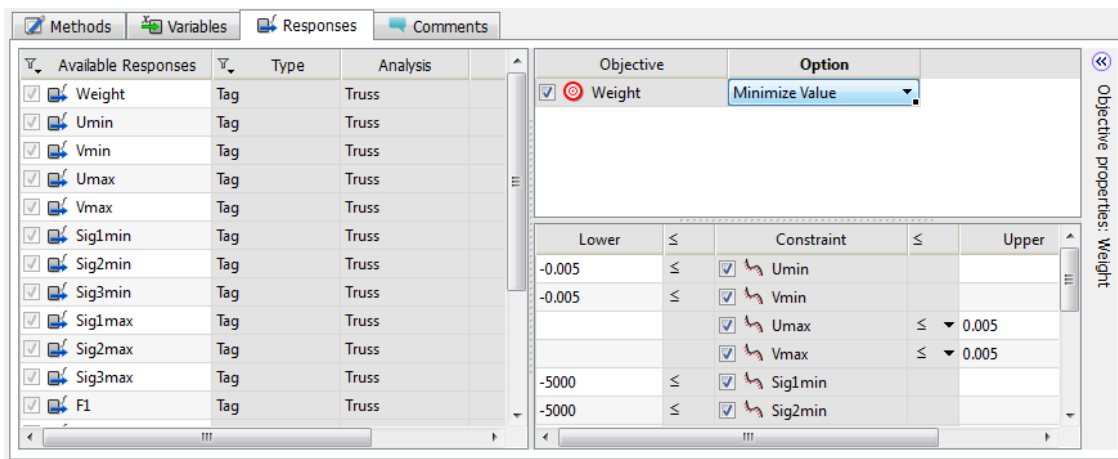 Methods Variables Responses Comments
Available Responses Type Analysis
Weight Tag Truss
Umin Tag Truss
Vmin Tag Truss
Umax Tag Truss
Vmax Tag Truss
Sig1min Tag Truss
Sig2min Tag Truss
Sig3min Tag Truss
Sig1max Tag Truss
Sig2max Tag Truss
Sig3max Tag Truss
F1 Tag Truss
Objective Option
Weight Minimize Value
Lower ≤ Constraint ≤ Upper
-0.005 ≤ Umin
-0.005 ≤ Vmin
Umax ≤ 0.005
Vmax ≤ 0.005
-5000 ≤ Sig1min
-5000 ≤ Sig2min
Objective properties: Weight